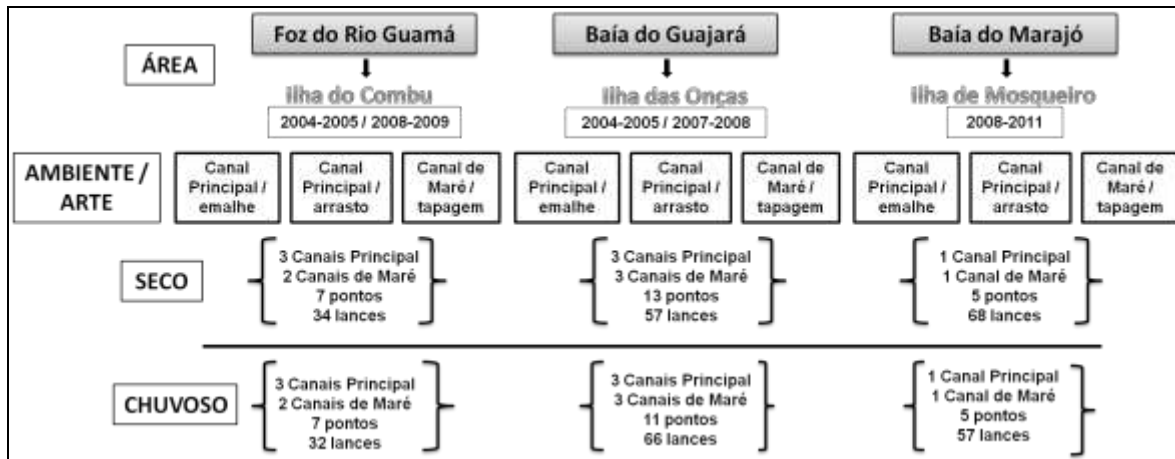 ÁREA
Foz do Rio Guamá
Baía do Guajará
Baía do Marajó
Ilha do Combu
Ilha das Onças
Ilha de Mosqueiro
2004-2005 / 2008-2009
2004-2005 / 2007-2008
2008-2011
AMBIENTE /
ARTE
Canal
Principal /
emalhe
Canal
Principal /
arrasto
Canal de
Maré /
tapagem
Canal
Principal /
emalhe
Canal
Principal /
arrasto
Canal de
Maré /
tapagem
Canal
Principal /
emalhe
Canal
Principal /
arrasto
Canal de
Maré /
tapagem
SECO
3 Canais Principal
2 Canais de Maré
7 pontos
34 lances
3 Canais Principal
3 Canais de Maré
13 pontos
57 lances
1 Canal Principal
1 Canal de Maré
5 pontos
68 lances
CHUVOSO
3 Canais Principal
2 Canais de Maré
7 pontos
32 lances
3 Canais Principal
3 Canais de Maré
11 pontos
66 lances
1 Canal Principal
1 Canal de Maré
5 pontos
57 lances